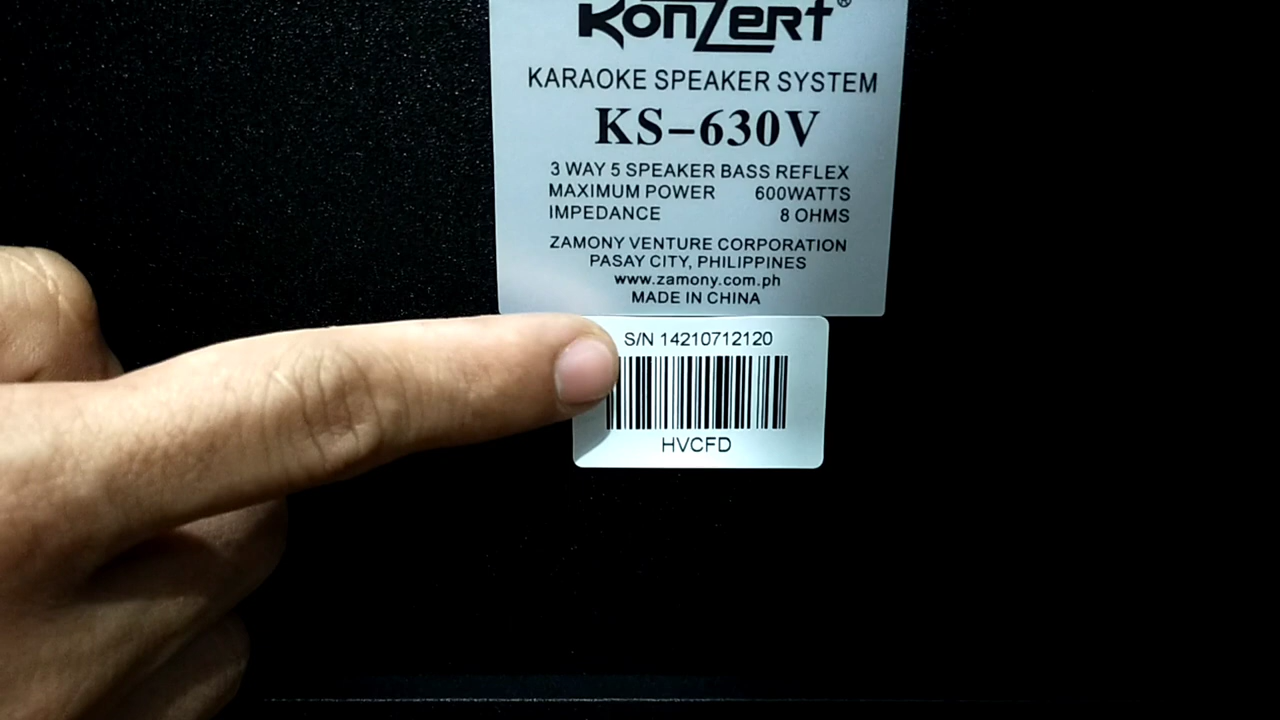 KonZert®
KARAOKE SPEAKER SYSTEM
KS-630V
3 WAY 5 SPEAKER BASS REFLEX
MAXIMUM POWER 600WATTS
IMPEDANCE 8 OHMS
ZAMONY VENTURE CORPORATION
PASAY CITY, PHILIPPINES
www.zamony.com.ph
MADE IN CHINA
S/N 14210712120
HVCFD